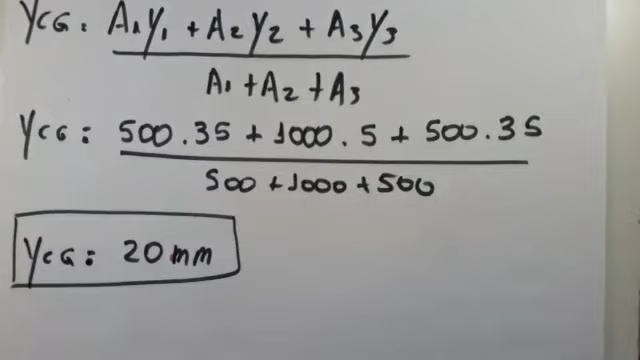 YCG: A1Y1 + A2Y2 + A3Y3
A1 + A2 + A3
YCG: 500.35 + 1000.5 + 500.35
500 + 1000 + 500
YCG: 20mm